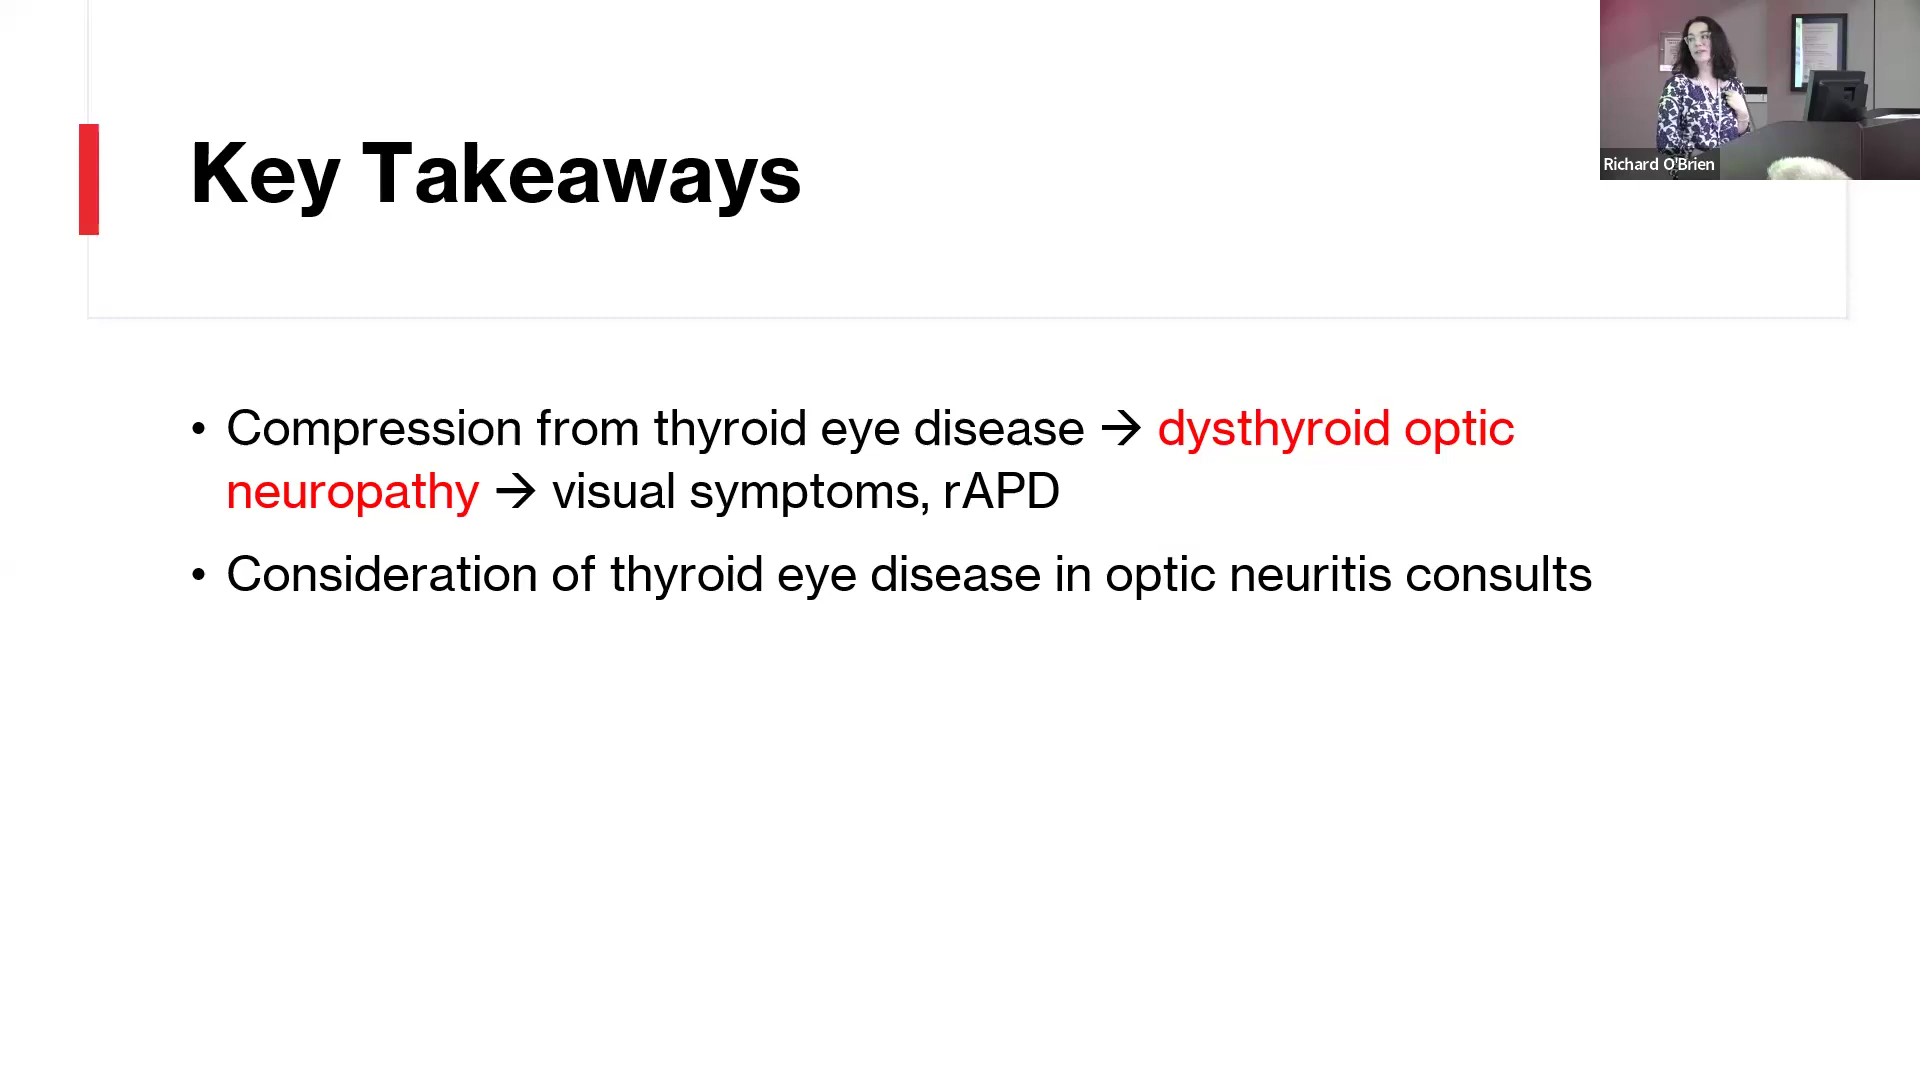 Key Takeaways
Richard O'Brien
• Compression from thyroid eye disease → dysthyroid optic
neuropathy → visual symptoms, rAPD
• Consideration of thyroid eye disease in optic neuritis consults